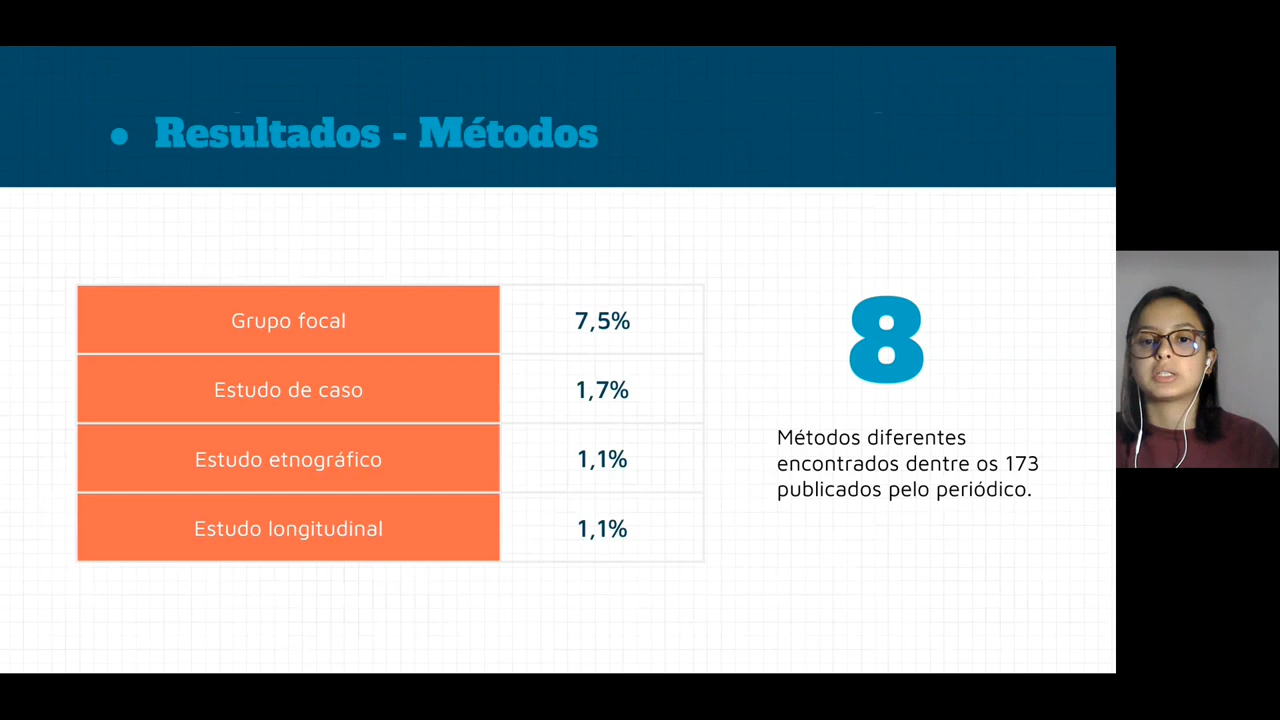 ● Resultados - Métodos
Grupo focal 7,5%
Estudo de caso 1,7%
Estudo etnográfico 1,1%
Estudo longitudinal 1,1%
8
Métodos diferentes
encontrados dentre os 173
publicados pelo periódico.